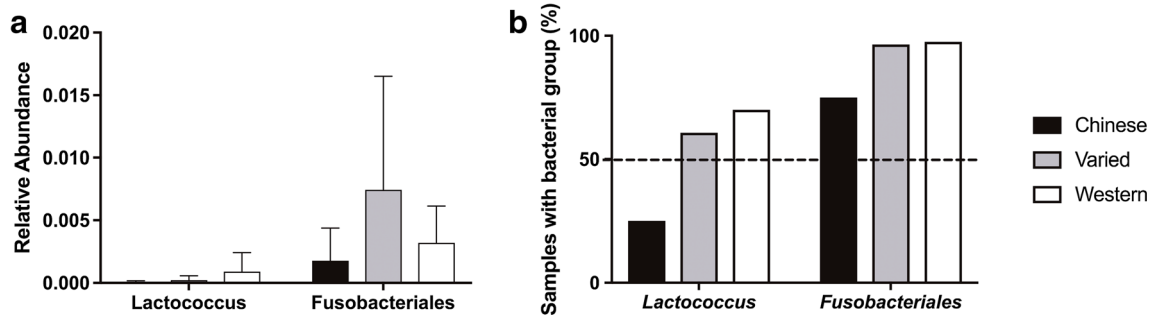 a
Relative Abundance
0.020
0.015
0.010
0.005
0.000
Lactococcus
Fusobacteriales
b
Samples with bacterial group (%)
100
50
0
Lactococcus
Fusobacteriales
Chinese
Varied
Western